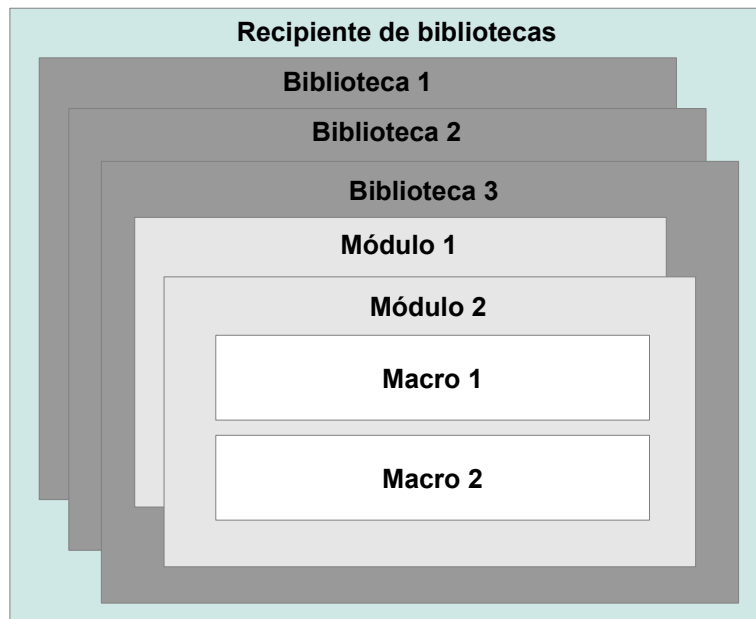 Recipiente de bibliotecas
Biblioteca 1
Biblioteca 2
Biblioteca 3
Módulo 1
Módulo 2
Macro 1
Macro 2